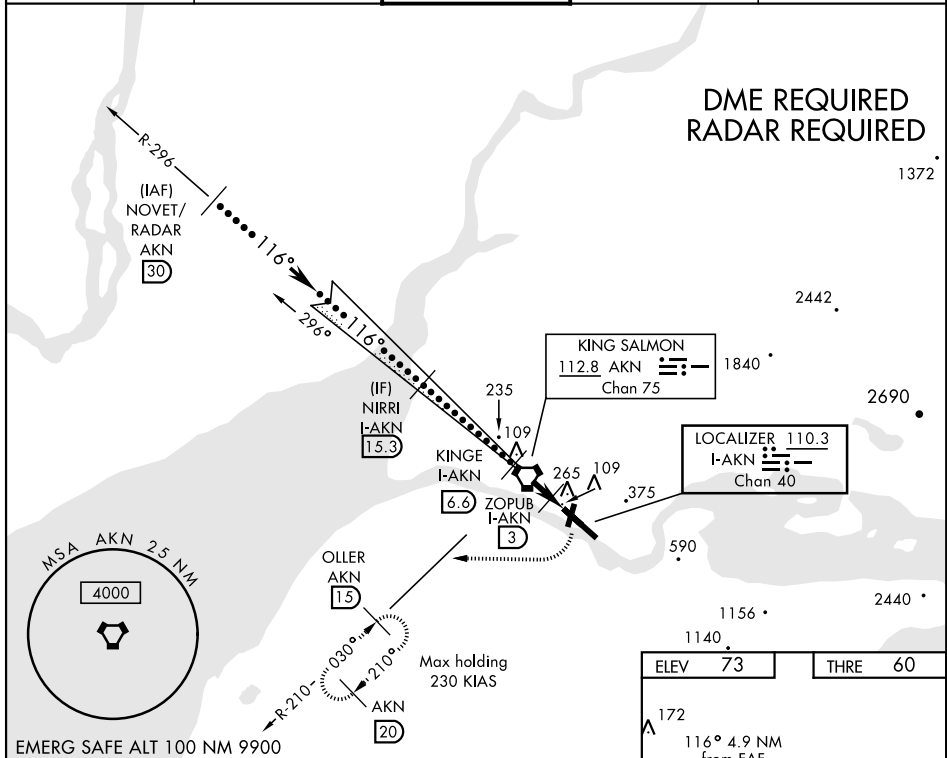 DME REQUIRED
RADAR REQUIRED
1372
R-296
(IAF)
NOVET/
RADAR
AKN
30
116°
2442
296°
116°
KING SALMON
112.8 AKN
Chan 75
1840
(IF)
NIRRI
I-AKN
15.3
235
109
2690
LOCALIZER 110.3
I-AKN
Chan 40
KINGE
I-AKN
6.6
265
109
375
ZOPUB
I-AKN
3
590
MSA AKN 25 NM
4000
OLLER
AKN
15
2440
1156
1140
030°
210°
R-210
Max holding
230 KIAS
AKN
20
ELEV 73
THRE 60
172
116° 4.9 NM
from FAF
EMERG SAFE ALT 100 NM 9900